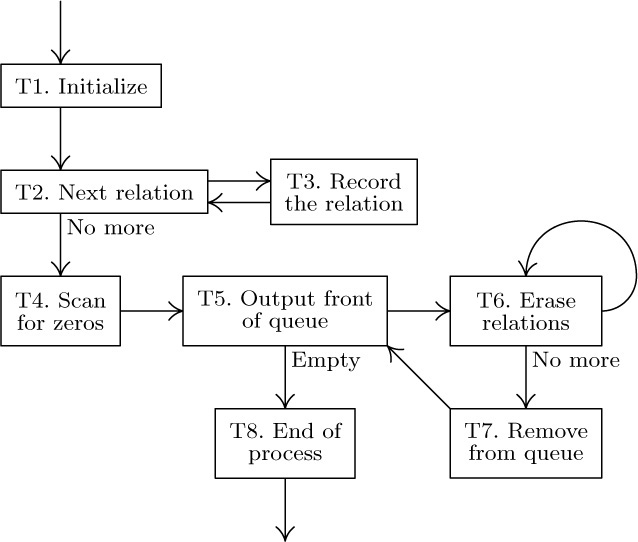 T1. Initialize
T2. Next relation
T3. Record
the relation
No more
T4. Scan
for zeros
T5. Output front
of queue
T6. Erase
relations
Empty
No more
T8. End of
process
T7. Remove
from queue